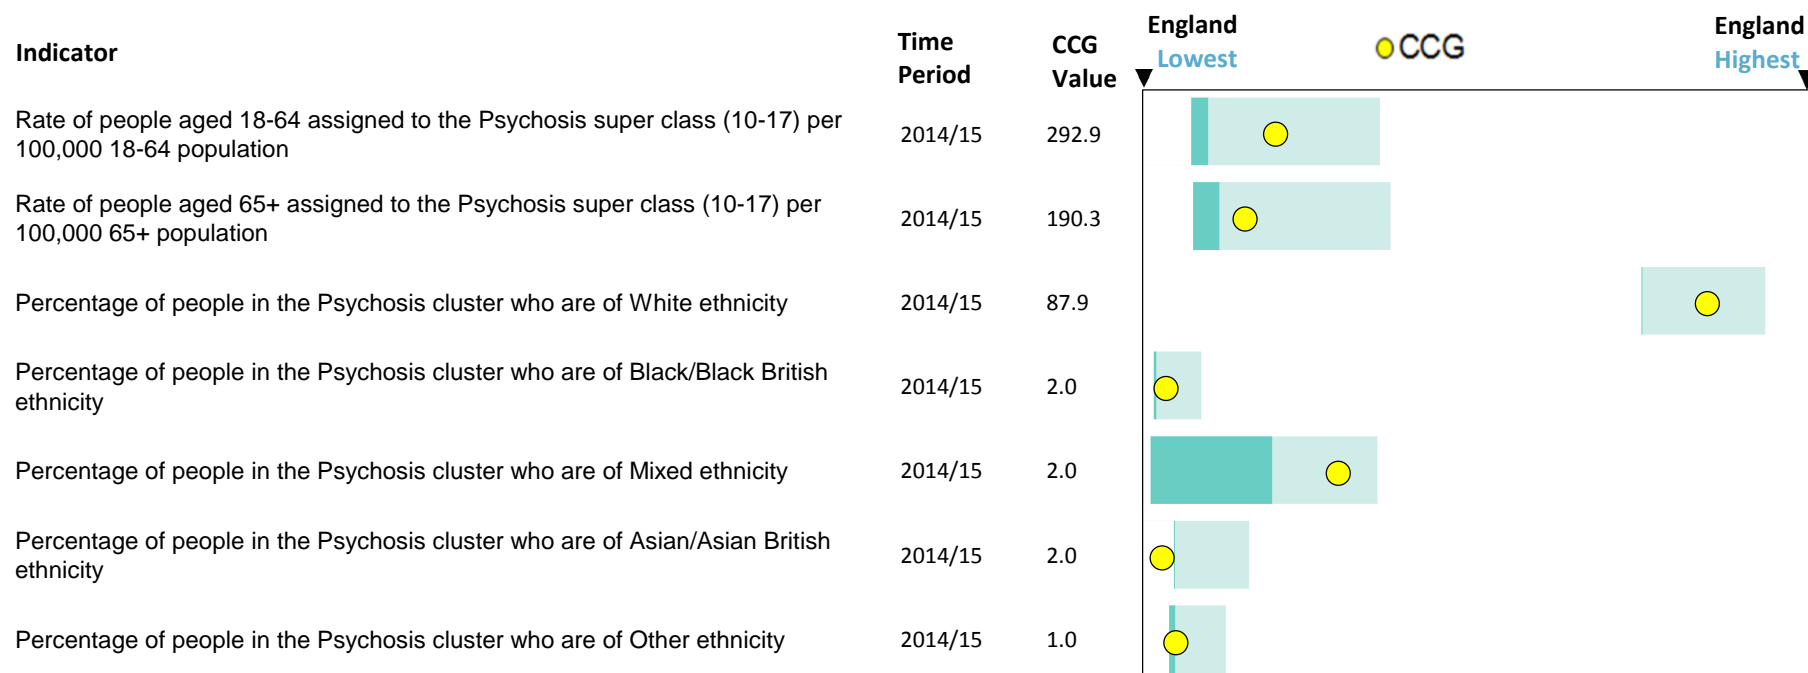 Indicator
Time Period
CCG Value
England Lowest
CCG
England Highest
Rate of people aged 18-64 assigned to the Psychosis super class (10-17) per
100,000 18-64 population
2014/15
292.9
Rate of people aged 65+ assigned to the Psychosis super class (10-17) per
100,000 65+ population
2014/15
190.3
Percentage of people in the Psychosis cluster who are of White ethnicity
2014/15
87.9
Percentage of people in the Psychosis cluster who are of Black/Black British
ethnicity
2014/15
2.0
Percentage of people in the Psychosis cluster who are of Mixed ethnicity
2014/15
2.0
Percentage of people in the Psychosis cluster who are of Asian/Asian British
ethnicity
2014/15
2.0
Percentage of people in the Psychosis cluster who are of Other ethnicity
2014/15
1.0